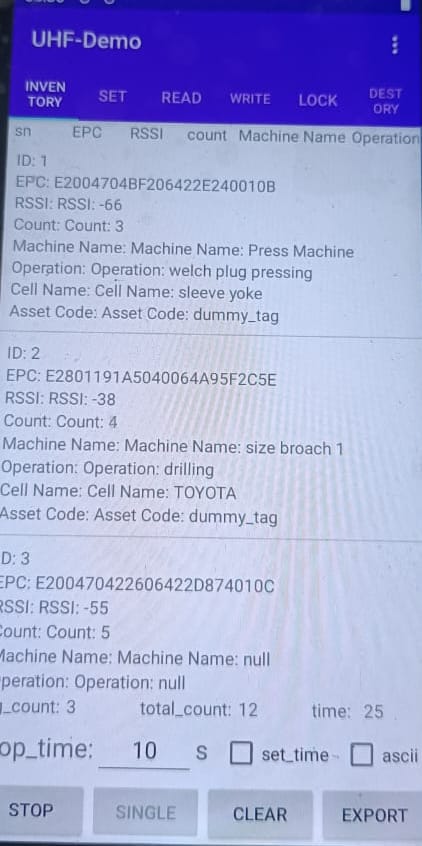 UHF-Demo
INVEN
TORY
SET
READ
WRITE
LOCK
DEST
ORY
sn EPC RSSI count Machine Name Operation
ID: 1
EPC: E2004704BF206422E240010B
RSSI: RSSI: -66
Count: Count: 3
Machine Name: Machine Name: Press Machine
Operation: Operation: welch plug pressing
Cell Name: Cell Name: sleeve yoke
Asset Code: Asset Code: dummy_tag
ID: 2
EPC: E2801191A5040064A95F2C5E
RSSI: RSSI: -38
Count: Count: 4
Machine Name: Machine Name: size broach 1
Operation: Operation: drilling
Cell Name: Cell Name: TOYOTA
Asset Code: Asset Code: dummy_tag
D: 3
EPC: E200470422606422D874010C
RSSI: RSSI: -55
Count: Count: 5
Machine Name: Machine Name: null
peration: Operation: null
_count: 3 total_count: 12 time: 25
op_time: 10 S set_time ascii
STOP SINGLE CLEAR EXPORT